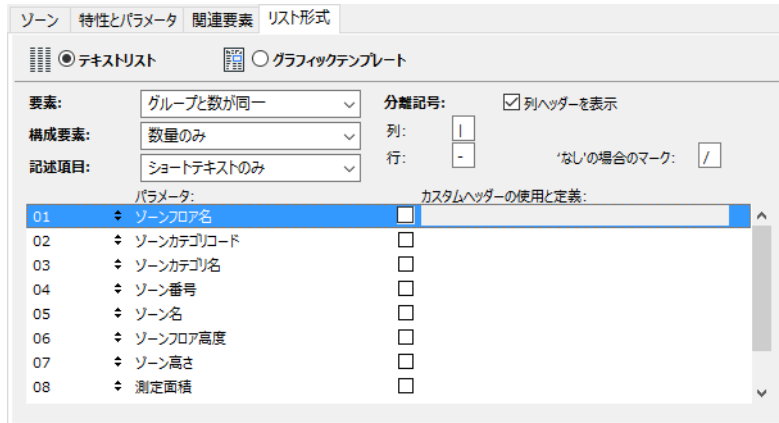 ゾーン 特性とパラメータ 関連要素 リスト形式
テキストリスト グラフィックテンプレート
要素: グループと数が同一 分離記号: 列ヘッダーを表示
構成要素: 数量のみ 列: |
記述項目: ショートテキストのみ 行: - 'なし'の場合のマーク: /
パラメータ: カスタムヘッダーの使用と定義:
01 ゾーンフロア名
02 ゾーンカテゴリコード
03 ゾーンカテゴリ名
04 ゾーン番号
05 ゾーン名
06 ゾーンフロア高度
07 ゾーン高さ
08 測定面積